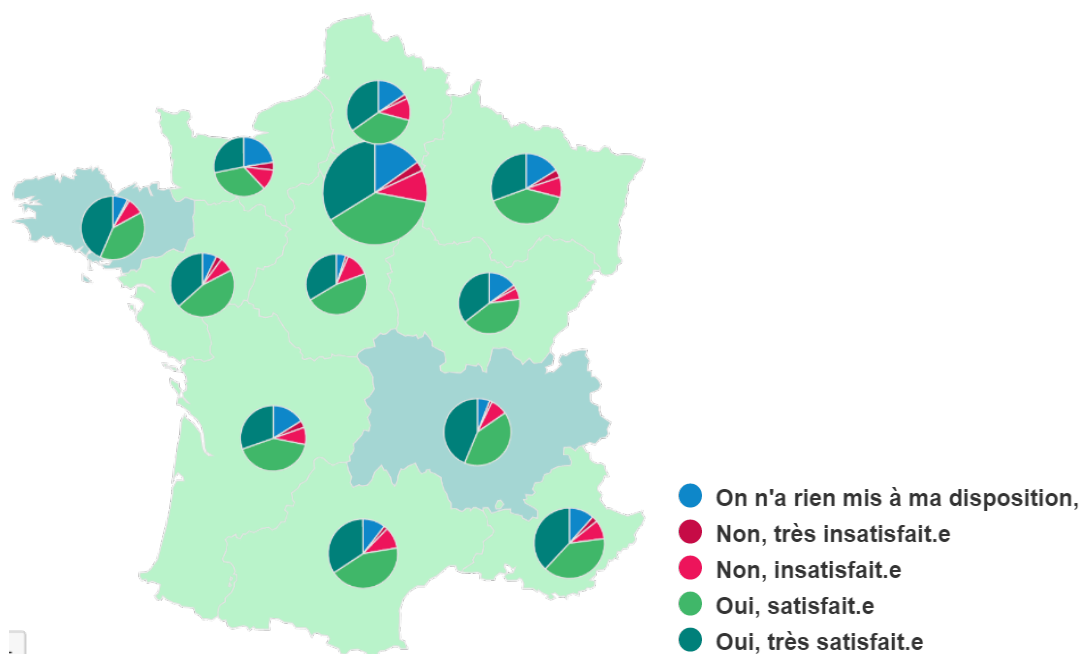 On n'a rien mis à ma disposition,
Non, très insatisfait.e
Non, insatisfait.e
Oui, satisfait.e
Oui, très satisfait.e